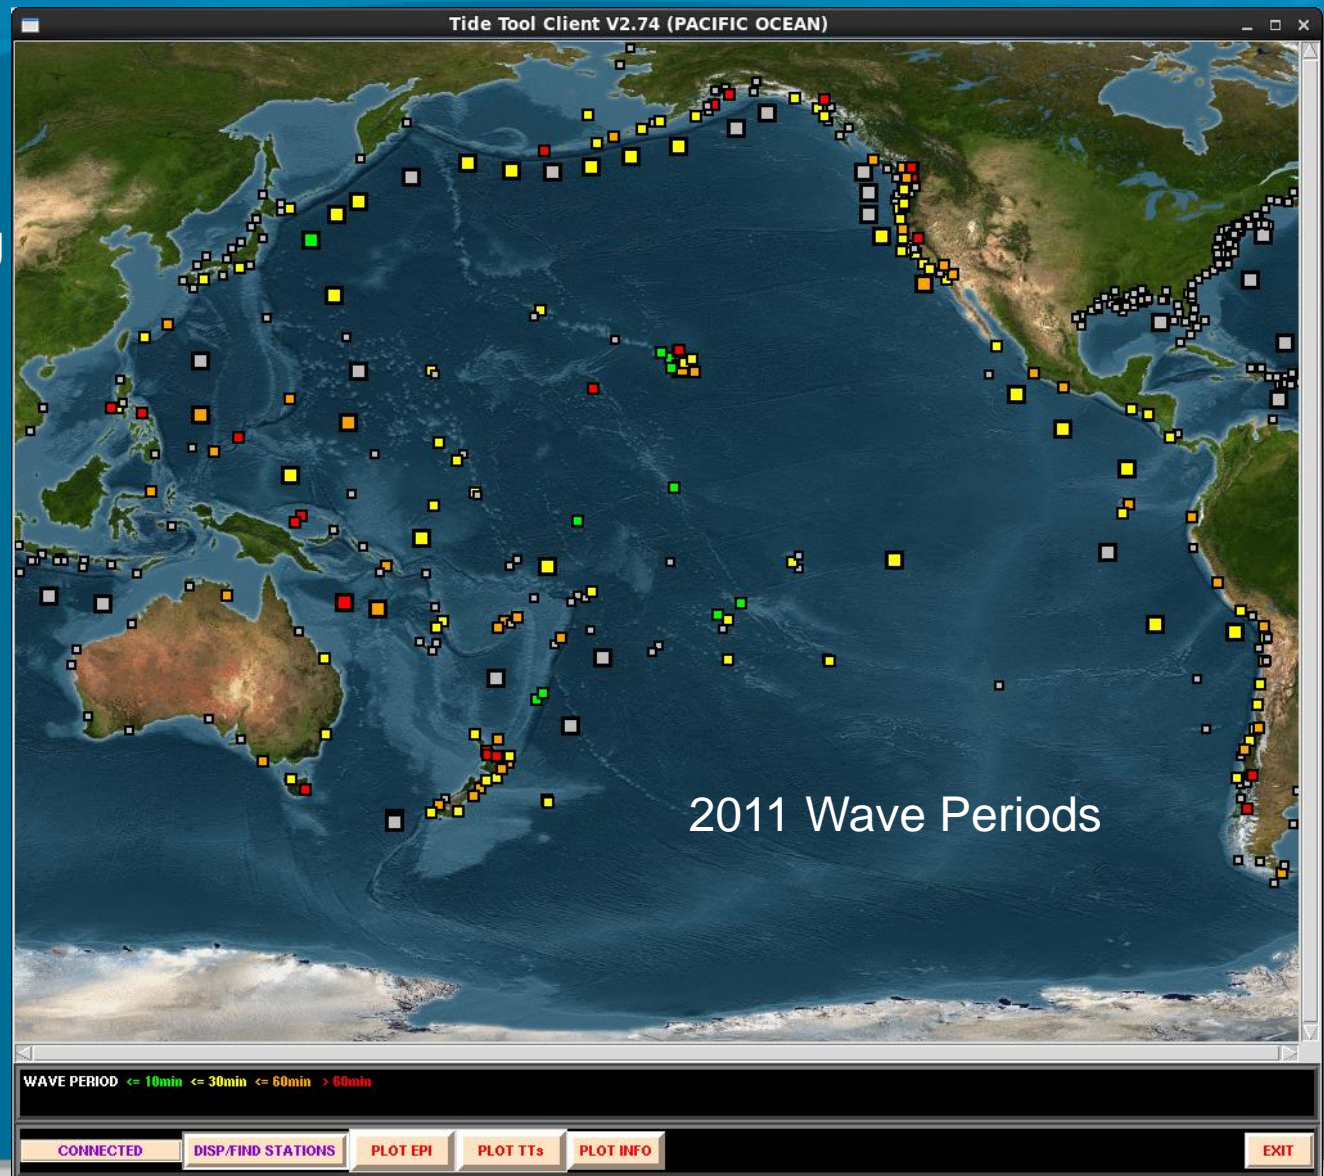 Tide Tool Client V2.74 (PACIFIC OCEAN)
2011 Wave Periods
WAVE PERIOD <= 10min <= 30min <= 60min > 60min
CONNECTED DISP/FIND STATIONS PLOT EPI PLOT TTs PLOT INFO EXIT